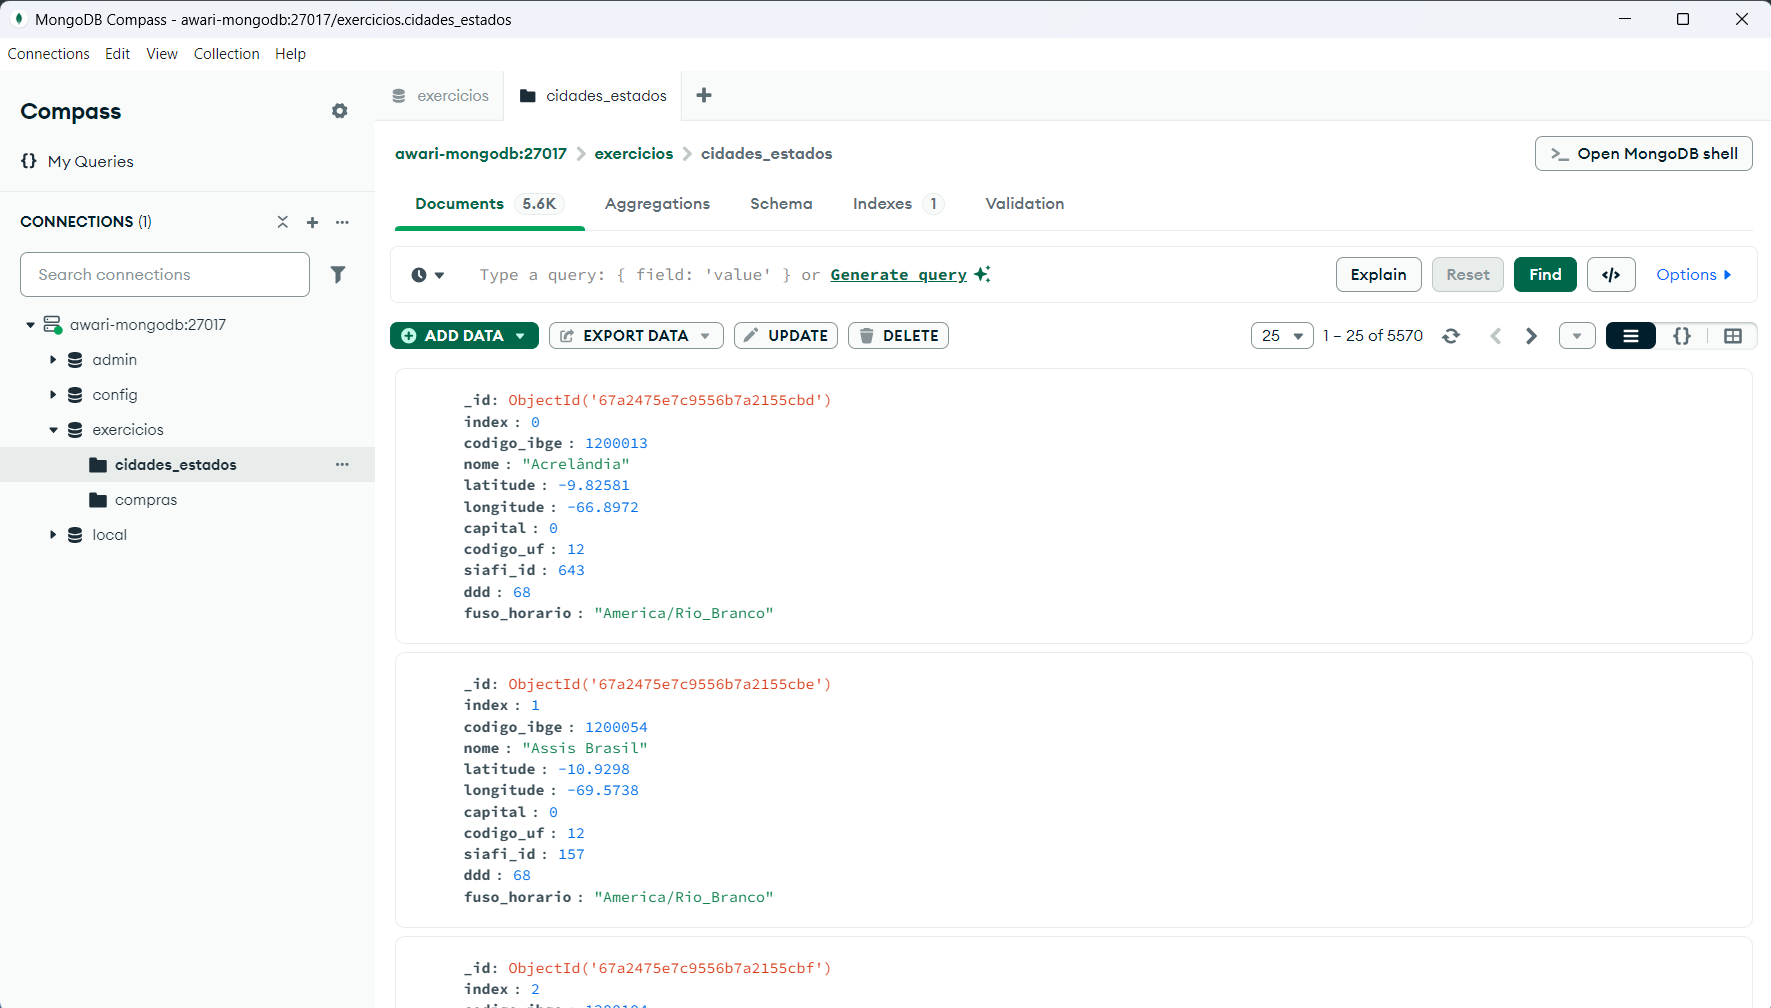 MongoDB Compass - awari-mongodb:27017/exercicios.cidades_estados
Connections Edit View Collection Help
Compass
{} My Queries
CONNECTIONS (1)
Search connections
awari-mongodb:27017
admin
config
exercicios
cidades_estados
compras
local
exercicios
cidades_estados
awari-mongodb:27017 > exercicios > cidades_estados
>_ Open MongoDB shell
Documents 5.6K Aggregations Schema Indexes 1 Validation
Type a query: { field: 'value' } or Generate query
Explain Reset Find </> Options
ADD DATA EXPORT DATA UPDATE DELETE
25 1 – 25 of 5570 {}
_id: ObjectId('67a2475e7c9556b7a2155cbd')
index : 0
codigo_ibge : 1200013
nome : "Acrelândia"
latitude : -9.82581
longitude : -66.8972
capital : 0
codigo_uf : 12
siafi_id : 643
ddd : 68
fuso_horario : "America/Rio_Branco"
_id: ObjectId('67a2475e7c9556b7a2155cbe')
index : 1
codigo_ibge : 1200054
nome : "Assis Brasil"
latitude : -10.9298
longitude : -69.5738
capital : 0
codigo_uf : 12
siafi_id : 157
ddd : 68
fuso_horario : "America/Rio_Branco"
_id: ObjectId('67a2475e7c9556b7a2155cbf')
index : 2